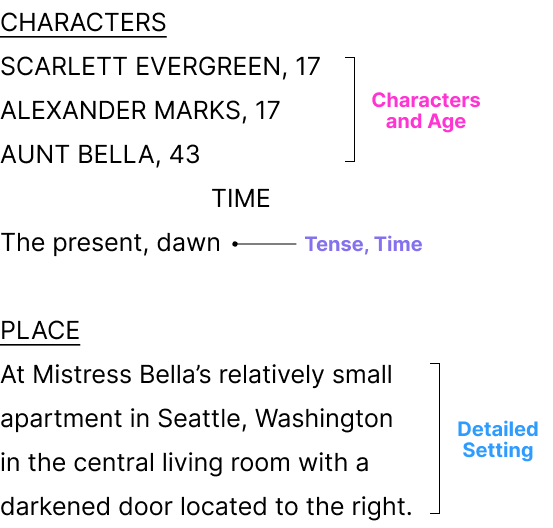 CHARACTERS
SCARLETT EVERGREEN, 17
ALEXANDER MARKS, 17
AUNT BELLA, 43
Characters
and Age
TIME
The present, dawn
Tense, Time
PLACE
At Mistress Bella’s relatively small
apartment in Seattle, Washington
in the central living room with a
darkened door located to the right.
Detailed
Setting